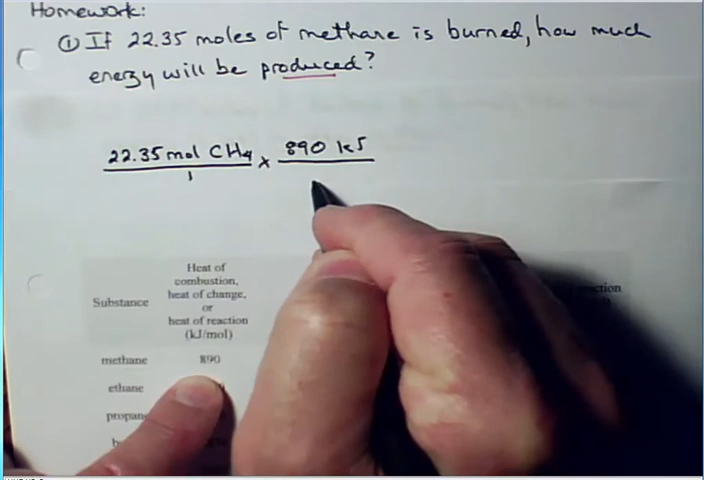 Homework:
① If 22.35 moles of methane is burned, how much
energy will be produced?
22.35 mol CH4 x 890 kJ
1
Substance
Heat of
combustion,
heat of change,
or
heat of reaction
(kJ/mol)
methane 890
ethane
propane